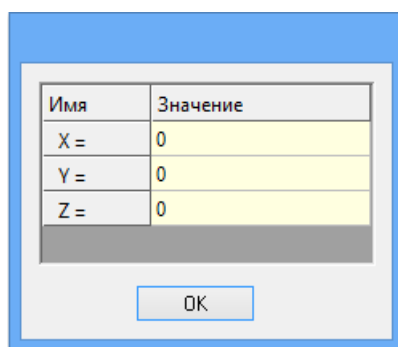 Имя Значение
X = 0
Y = 0
Z = 0
OK